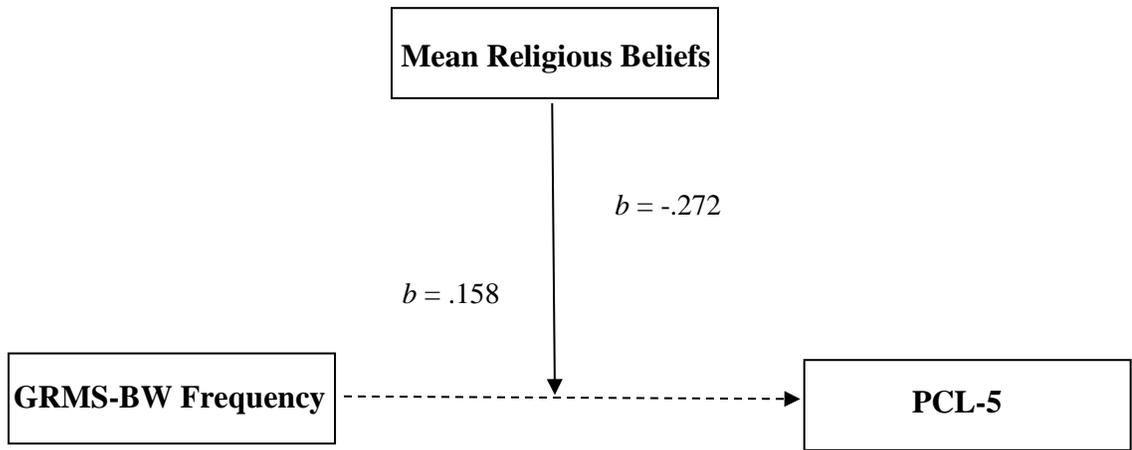 Mean Religious Beliefs
b = -.272
b = .158
GRMS-BW Frequency
PCL-5